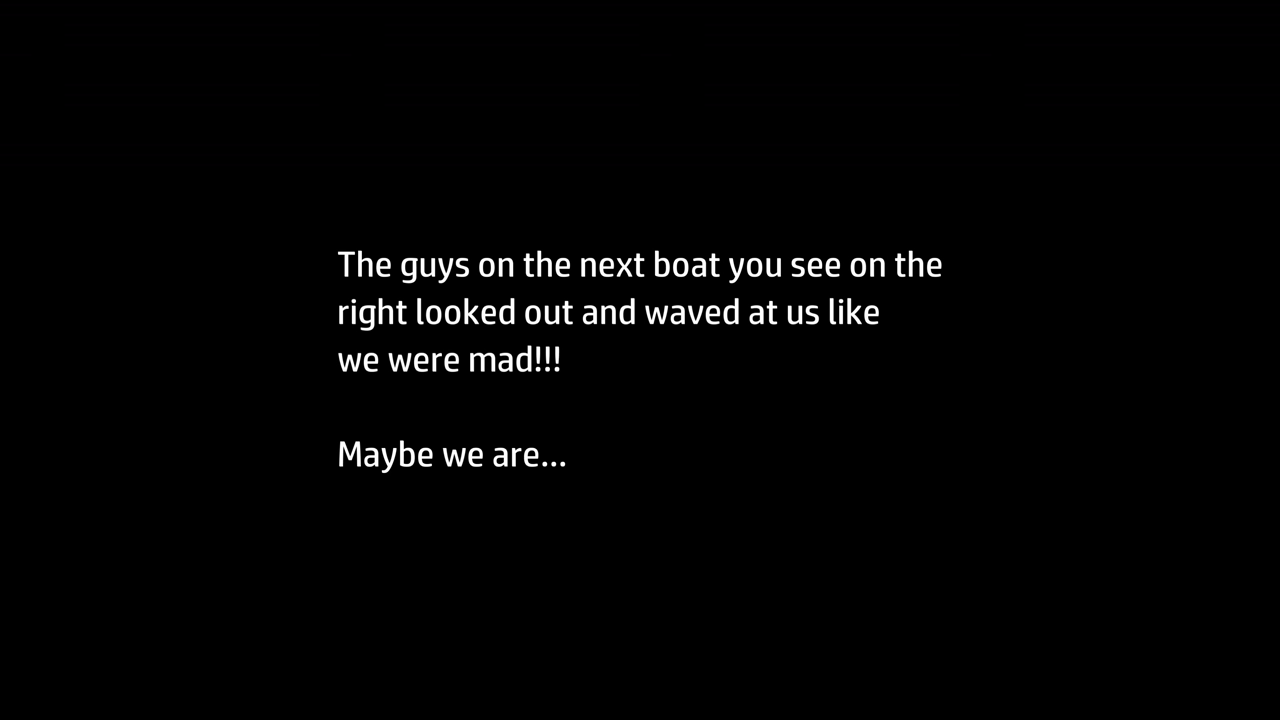 The guys on the next boat you see on the
right looked out and waved at us like
we were mad!!!
Maybe we are...